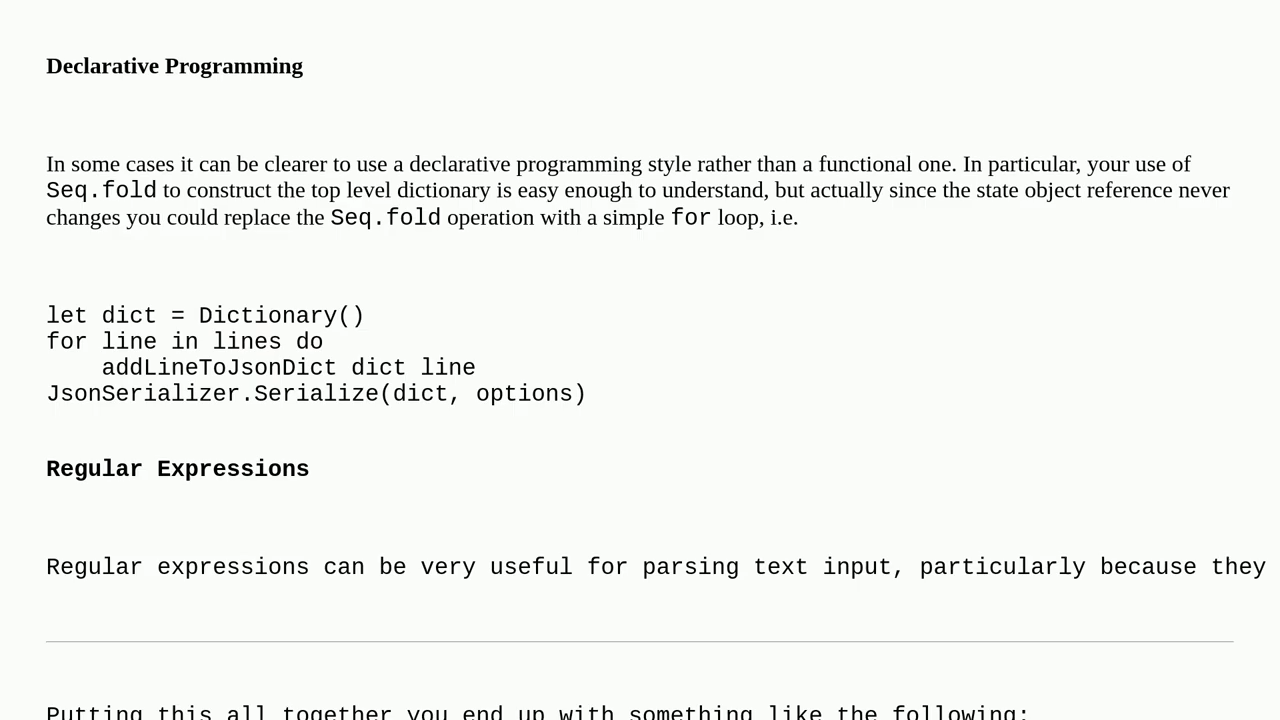 Declarative Programming
In some cases it can be clearer to use a declarative programming style rather than a functional one. In particular, your use of
Seq.fold to construct the top level dictionary is easy enough to understand, but actually since the state object reference never
changes you could replace the Seq.fold operation with a simple for loop, i.e.
let dict = Dictionary()
for line in lines do
    addLineToJsonDict dict line
JsonSerializer.Serialize(dict, options)
Regular Expressions
Regular expressions can be very useful for parsing text input, particularly because they
Putting this all together you end up with something like the following: